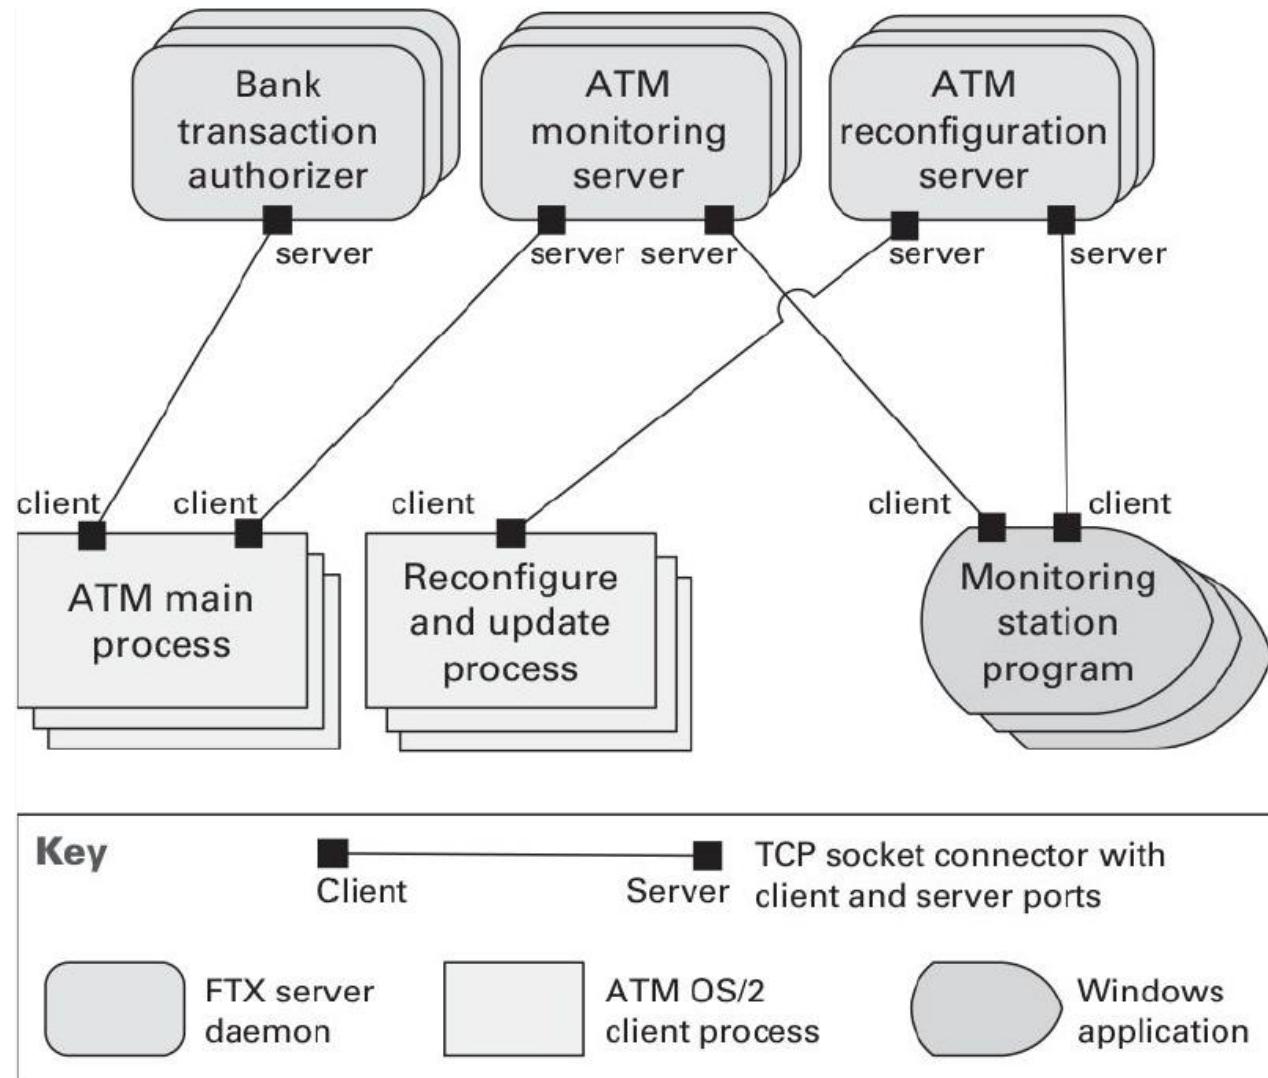 Bank
transaction
authorizer
ATM
monitoring
server
ATM
reconfiguration
server
server
server
server
server
server
client
client
client
client
client
ATM main
process
Reconfigure
and update
process
Monitoring
station
program
Key
Client
Server
TCP socket connector with
client and server ports
FTX server
daemon
ATM OS/2
client process
Windows
application